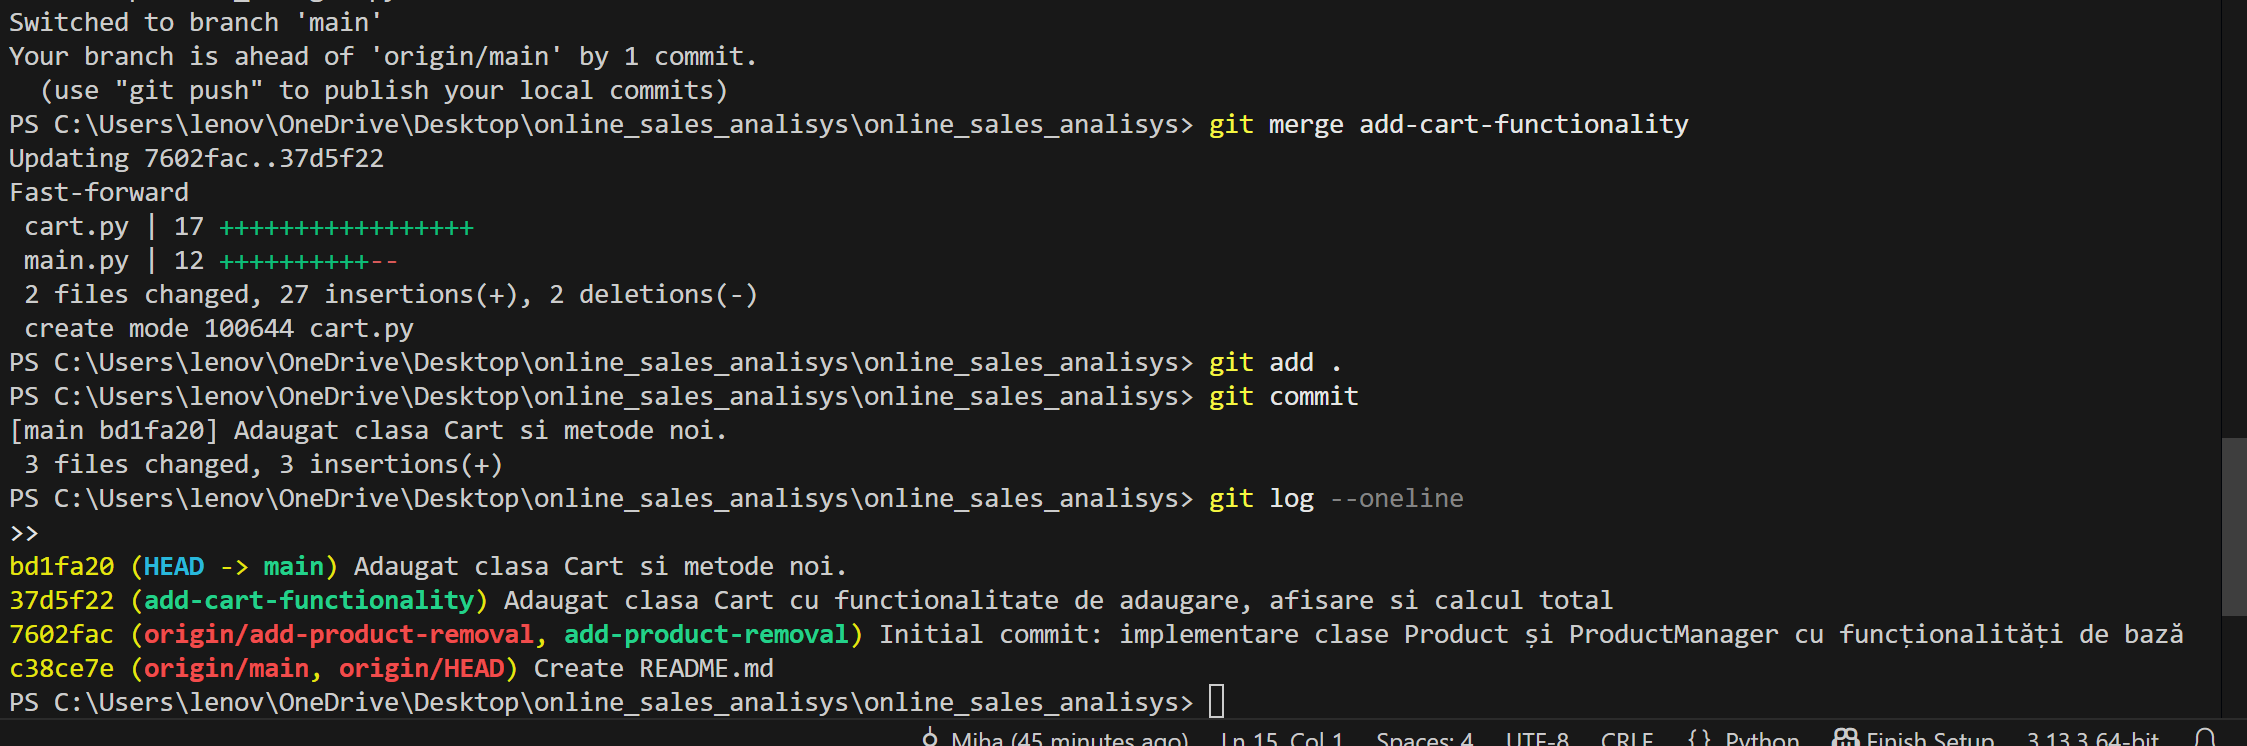 Switched to branch 'main'
Your branch is ahead of 'origin/main' by 1 commit.
  (use "git push" to publish your local commits)
PS C:\Users\lenov\OneDrive\Desktop\online_sales_analisys\online_sales_analisys> git merge add-cart-functionality
Updating 7602fac..37d5f22
Fast-forward
 cart.py | 17 +++++++++++++++++
 main.py | 12 ++++++++++--
 2 files changed, 27 insertions(+), 2 deletions(-)
 create mode 100644 cart.py
PS C:\Users\lenov\OneDrive\Desktop\online_sales_analisys\online_sales_analisys> git add .
PS C:\Users\lenov\OneDrive\Desktop\online_sales_analisys\online_sales_analisys> git commit
[main bd1fa20] Adaugat clasa Cart si metode noi.
 3 files changed, 3 insertions(+)
PS C:\Users\lenov\OneDrive\Desktop\online_sales_analisys\online_sales_analisys> git log --oneline
>>
bd1fa20 (HEAD -> main) Adaugat clasa Cart si metode noi.
37d5f22 (add-cart-functionality) Adaugat clasa Cart cu functionalitate de adaugare, afisare si calcul total
7602fac (origin/add-product-removal, add-product-removal) Initial commit: implementare clase Product și ProductManager cu funcționalități de bază
c38ce7e (origin/main, origin/HEAD) Create README.md
PS C:\Users\lenov\OneDrive\Desktop\online_sales_analisys\online_sales_analisys>
Miha (45 minutes ago) Ln 15, Col 1 Spaces: 4 UTF-8 CRLF {} Python Finish Setup 3.13.3 64-bit